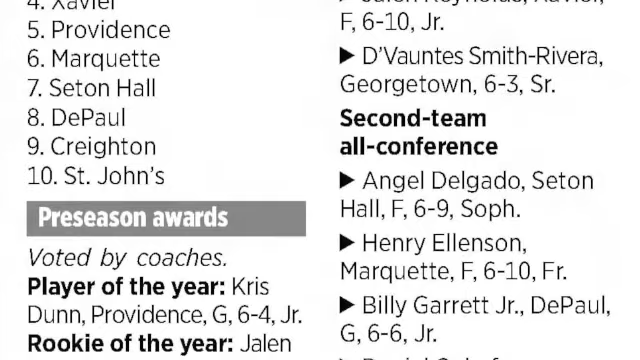 4. Xavier
5. Providence
6. Marquette
7. Seton Hall
8. DePaul
9. Creighton
10. St. John's
Preseason awards
Voted by coaches.
Player of the year: Kris
Dunn, Providence, G, 6-4, Jr.
Rookie of the year: Jalen
F, 6-10, Jr.
▶ D'Vauntes Smith-Rivera,
Georgetown, 6-3, Sr.
Second-team
all-conference
▶ Angel Delgado, Seton
Hall, F, 6-9, Soph.
▶ Henry Ellenson,
Marquette, F, 6-10, Fr.
▶ Billy Garrett Jr., DePaul,
G, 6-6, Jr.